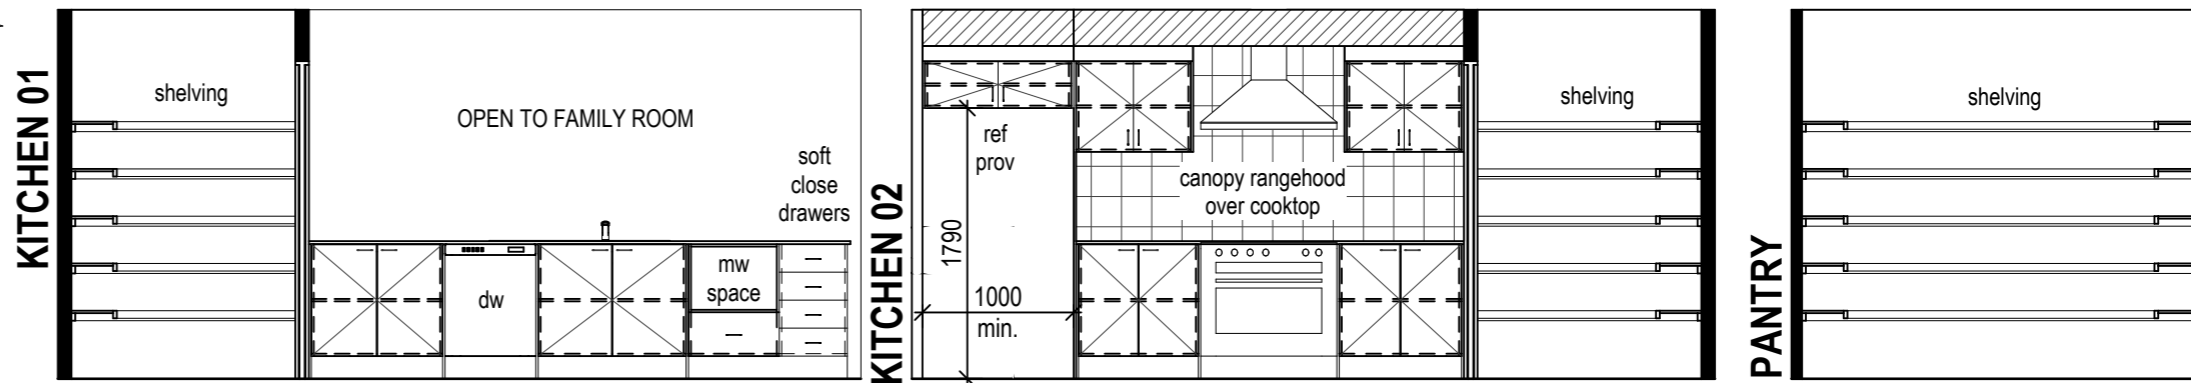 KITCHEN 01
shelving
OPEN TO FAMILY ROOM
soft
close
drawers
dw
mw
space
KITCHEN 02
ref
prov
1790
1000
min.
canopy rangehood
over cooktop
shelving
PANTRY
shelving